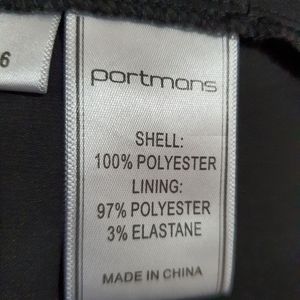 6
portmans
SHELL:
100% POLYESTER
LINING:
97% POLYESTER
3% ELASTANE
MADE IN CHINA